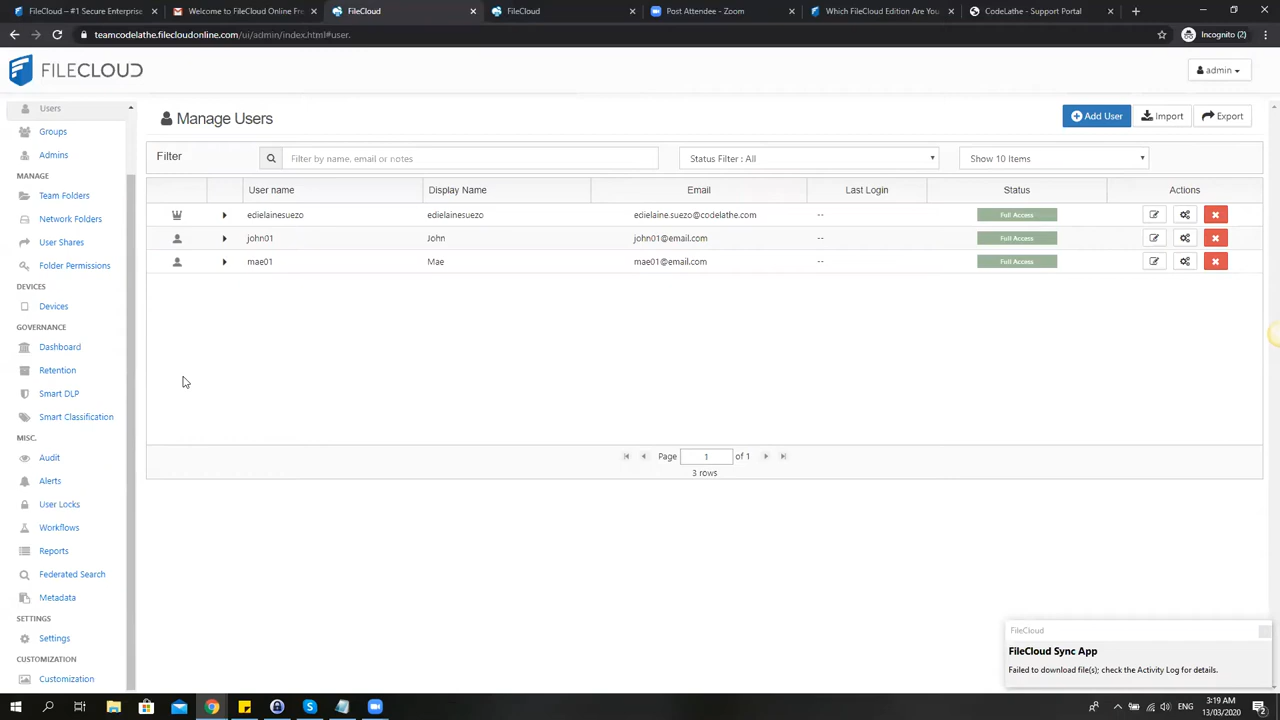 FileCloud – #1 Secure Enterprise
Welcome to FileCloud Online Fre
FileCloud
FileCloud
Post Attendee - Zoom
Which FileCloud Edition Are You
CodeLathe - Support Portal
teamcodelathe.filecloudonline.com/ui/admin/index.html#user.
Incognito (2)
FILECLOUD
admin
Users
Groups
Admins
MANAGE
Team Folders
Network Folders
User Shares
Folder Permissions
DEVICES
Devices
GOVERNANCE
Dashboard
Retention
Smart DLP
Smart Classification
MISC.
Audit
Alerts
User Locks
Workflows
Reports
Federated Search
Metadata
SETTINGS
Settings
CUSTOMIZATION
Customization
Manage Users
Add User Import Export
Filter Filter by name, email or notes Status Filter : All Show 10 Items
User name Display Name Email Last Login Status Actions
edielainesuezo edielainesuezo edielaine.suezo@codelathe.com -- Full Access
john01 John john01@email.com -- Full Access
mae01 Mae mae01@email.com -- Full Access
Page 1 of 1
3 rows
FileCloud
FileCloud Sync App
Failed to download file(s); check the Activity Log for details.
ENG
3:19 AM
13/03/2020
2